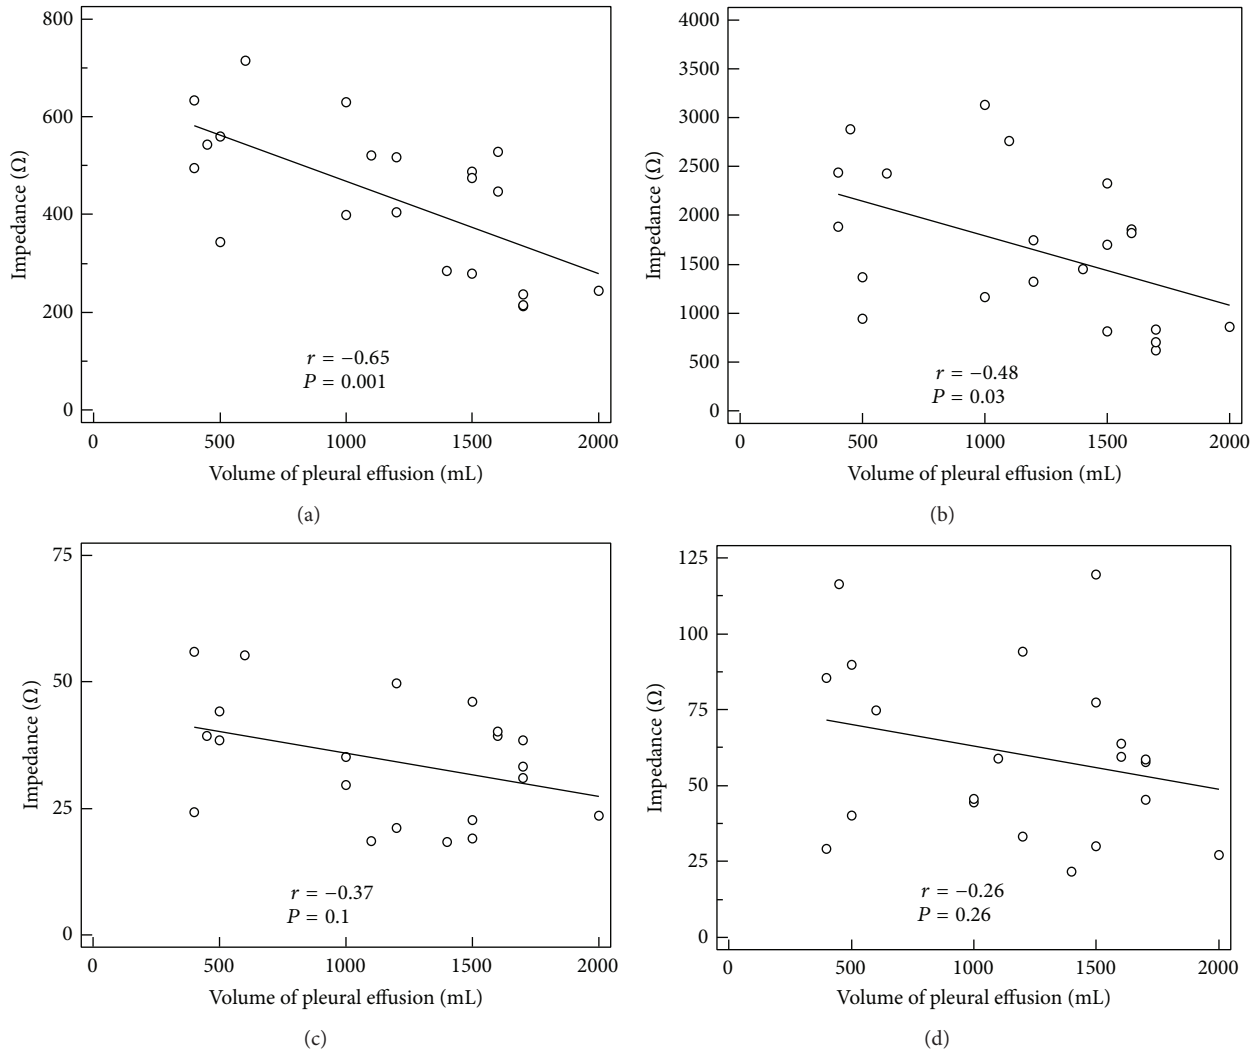 800
600
400
200
0
Impedance (Ω)
r = −0.65
P = 0.001
0 500 1000 1500 2000
Volume of pleural effusion (mL)
(a)
4000
3500
3000
2500
2000
1500
1000
500
0
Impedance (Ω)
r = −0.48
P = 0.03
0 500 1000 1500 2000
Volume of pleural effusion (mL)
(b)
75
50
25
0
Impedance (Ω)
r = −0.37
P = 0.1
0 500 1000 1500 2000
Volume of pleural effusion (mL)
(c)
125
100
75
50
25
0
Impedance (Ω)
r = −0.26
P = 0.26
0 500 1000 1500 2000
Volume of pleural effusion (mL)
(d)